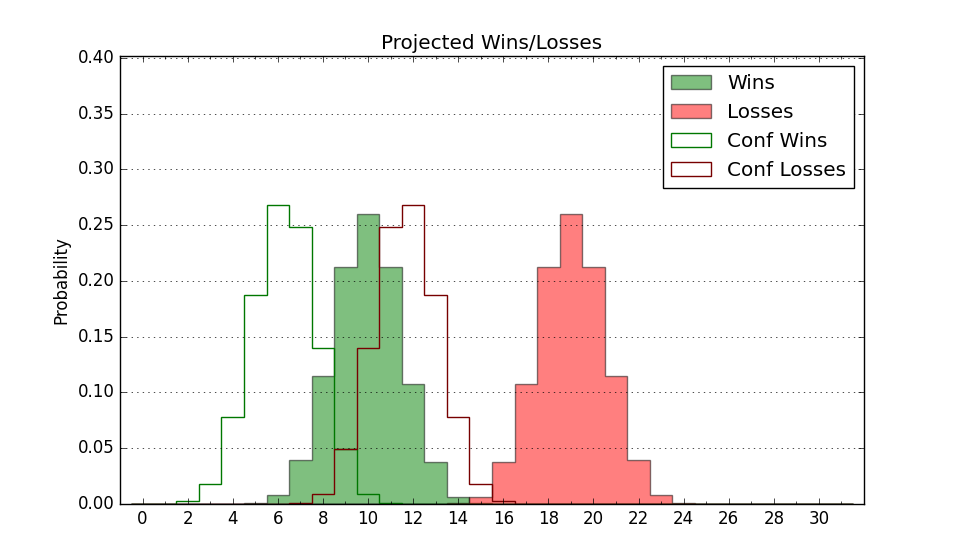 Projected Wins/Losses
0.40
0.35
0.30
0.25
0.20
0.15
0.10
0.05
0.00
Probability
Wins
Losses
Conf Wins
Conf Losses
0 2 4 6 8 10 12 14 16 18 20 22 24 26 28 30